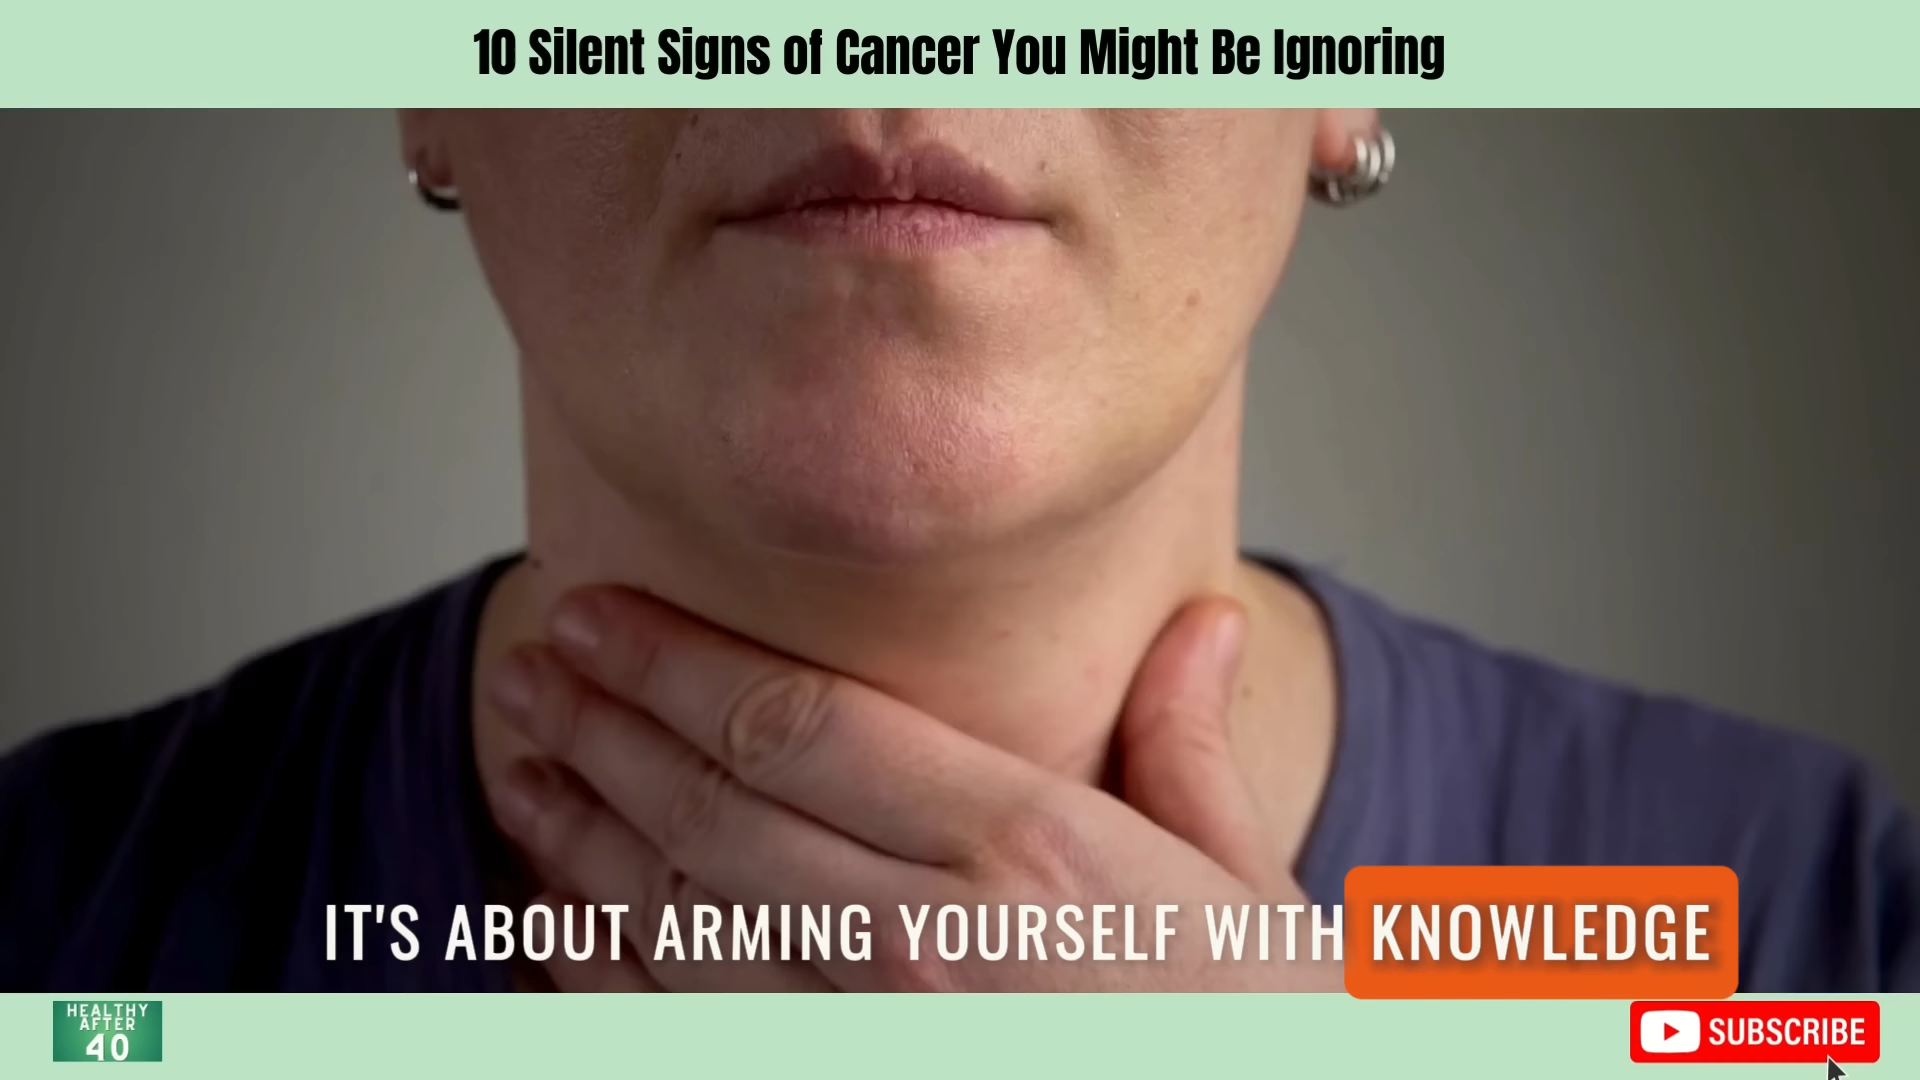 10 Silent Signs of Cancer You Might Be Ignoring
IT'S ABOUT ARMING YOURSELF WITH KNOWLEDGE
HEALTHY
AFTER
40
SUBSCRIBE